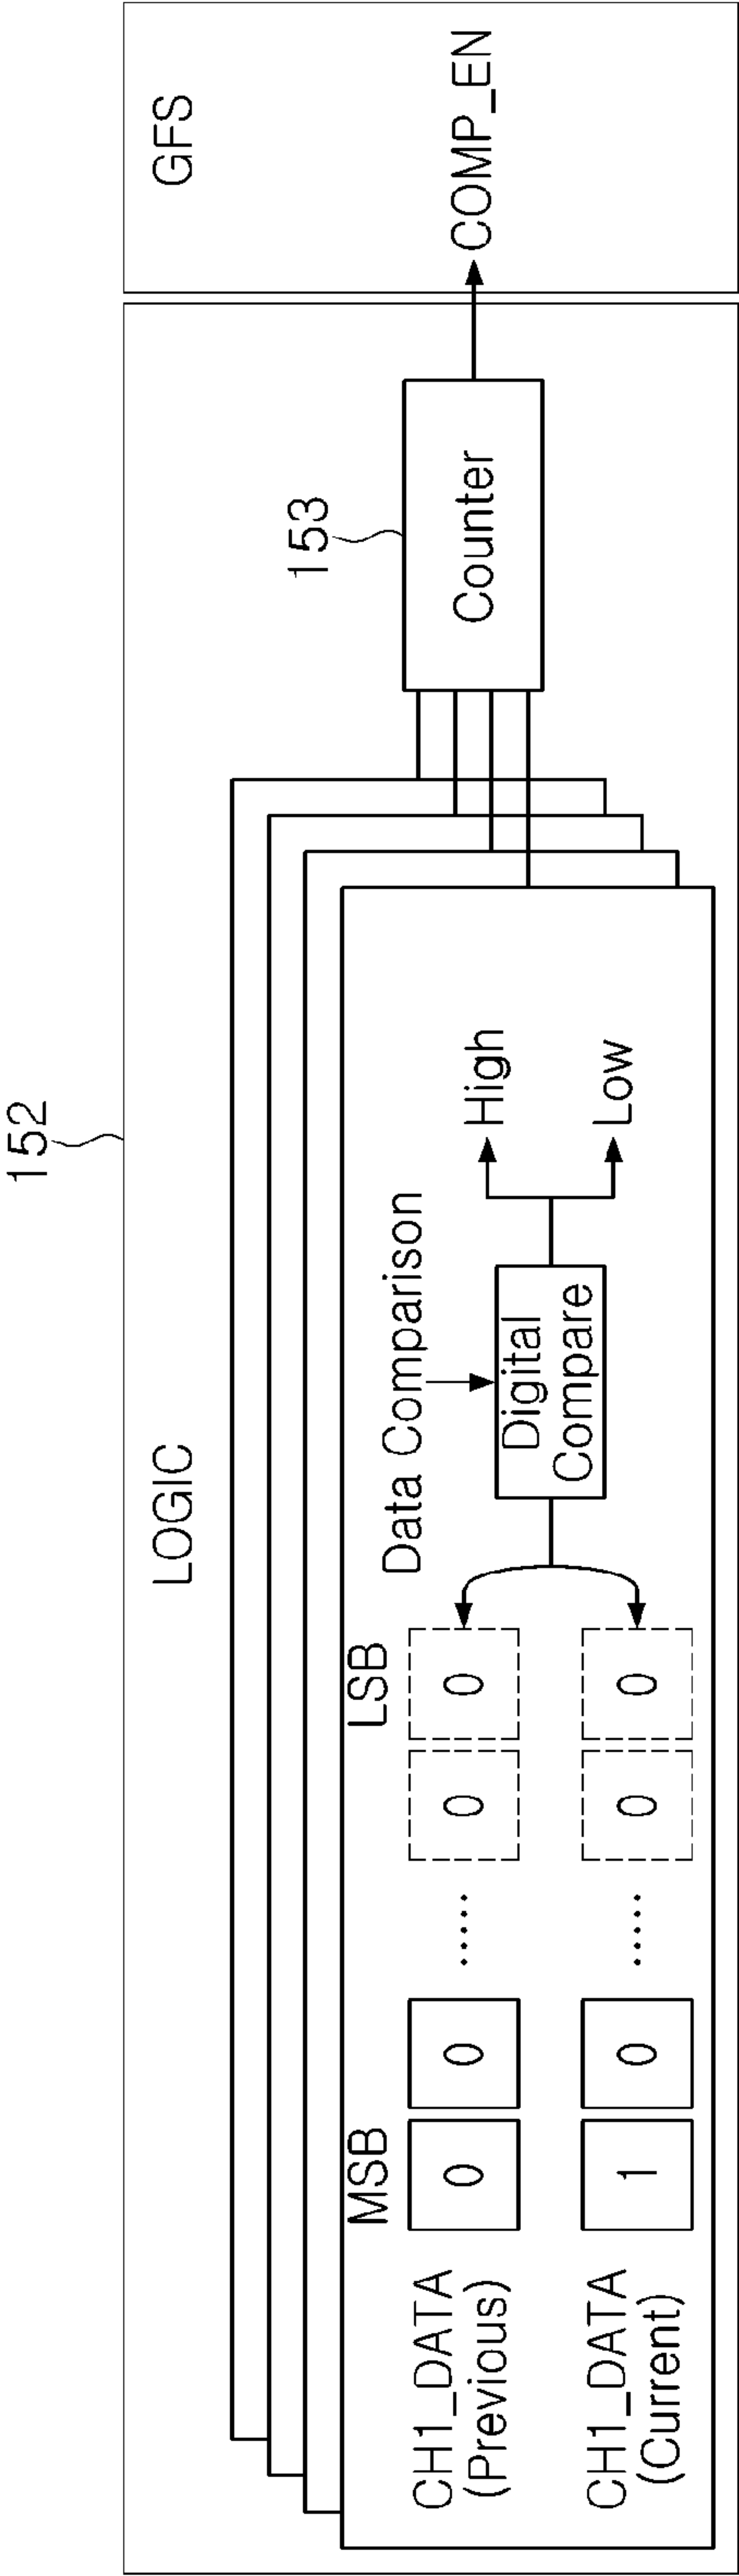 152
LOGIC
GFS
153
Counter
COMP_EN
Data Comparison
High
Low
Digital
Compare
MSB
LSB
CH1_DATA
(Previous)
0 0 ..... 0 0
CH1_DATA
(Current)
1 0 ..... 0 0